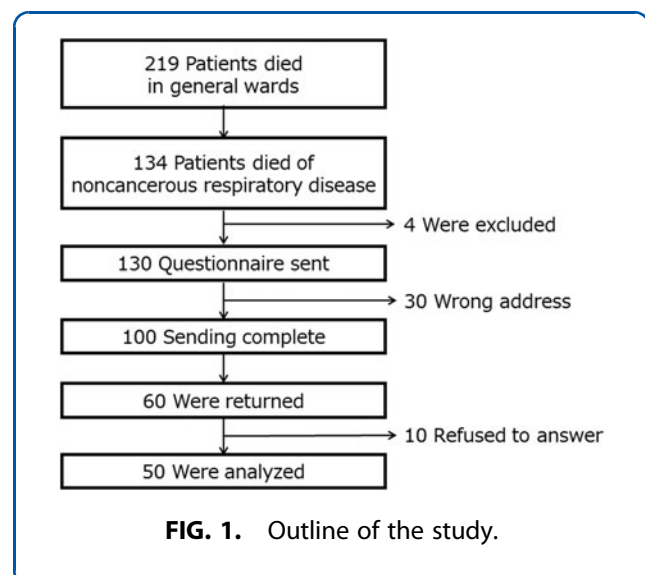 219 Patients died
in general wards
134 Patients died of
noncancerous respiratory disease
4 Were excluded
130 Questionnaire sent
30 Wrong address
100 Sending complete
60 Were returned
10 Refused to answer
50 Were analyzed
FIG. 1. Outline of the study.